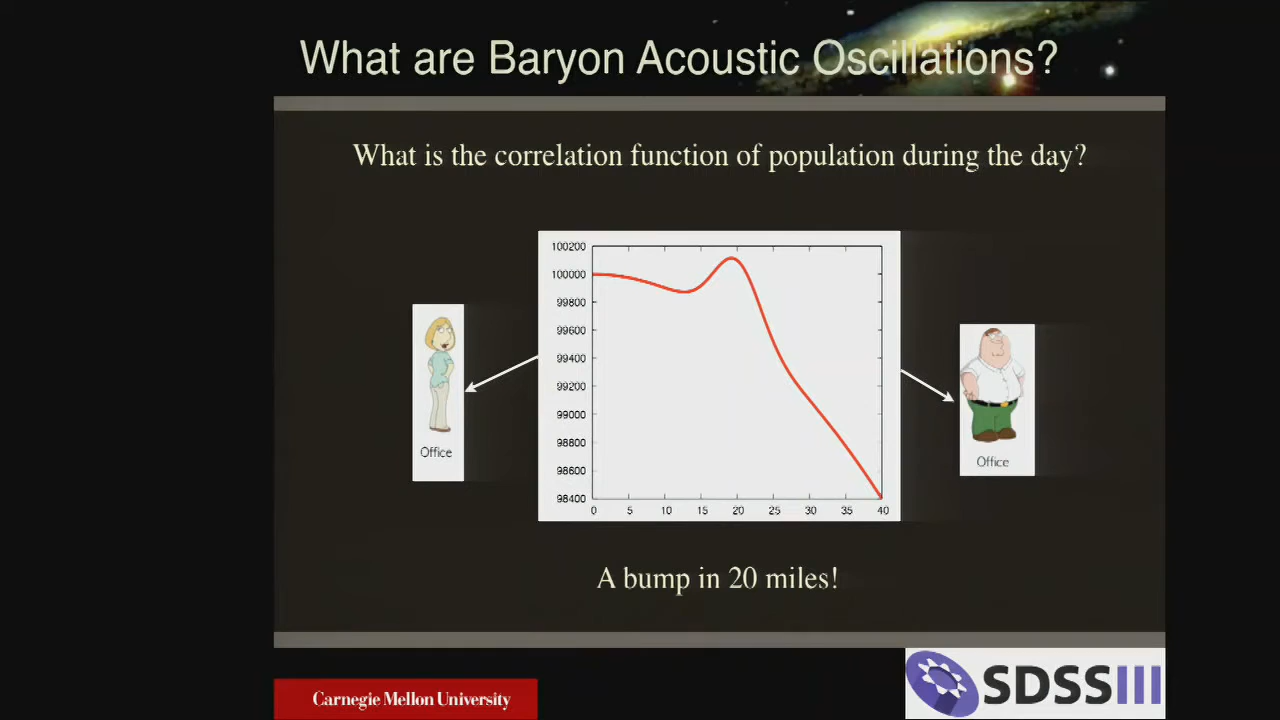 What are Baryon Acoustic Oscillations?
What is the correlation function of population during the day?
100200
100000
99800
99600
99400
99200
99000
98800
98600
98400
0 5 10 15 20 25 30 35 40
Office
Office
A bump in 20 miles!
Carnegie Mellon University
SDSSIII